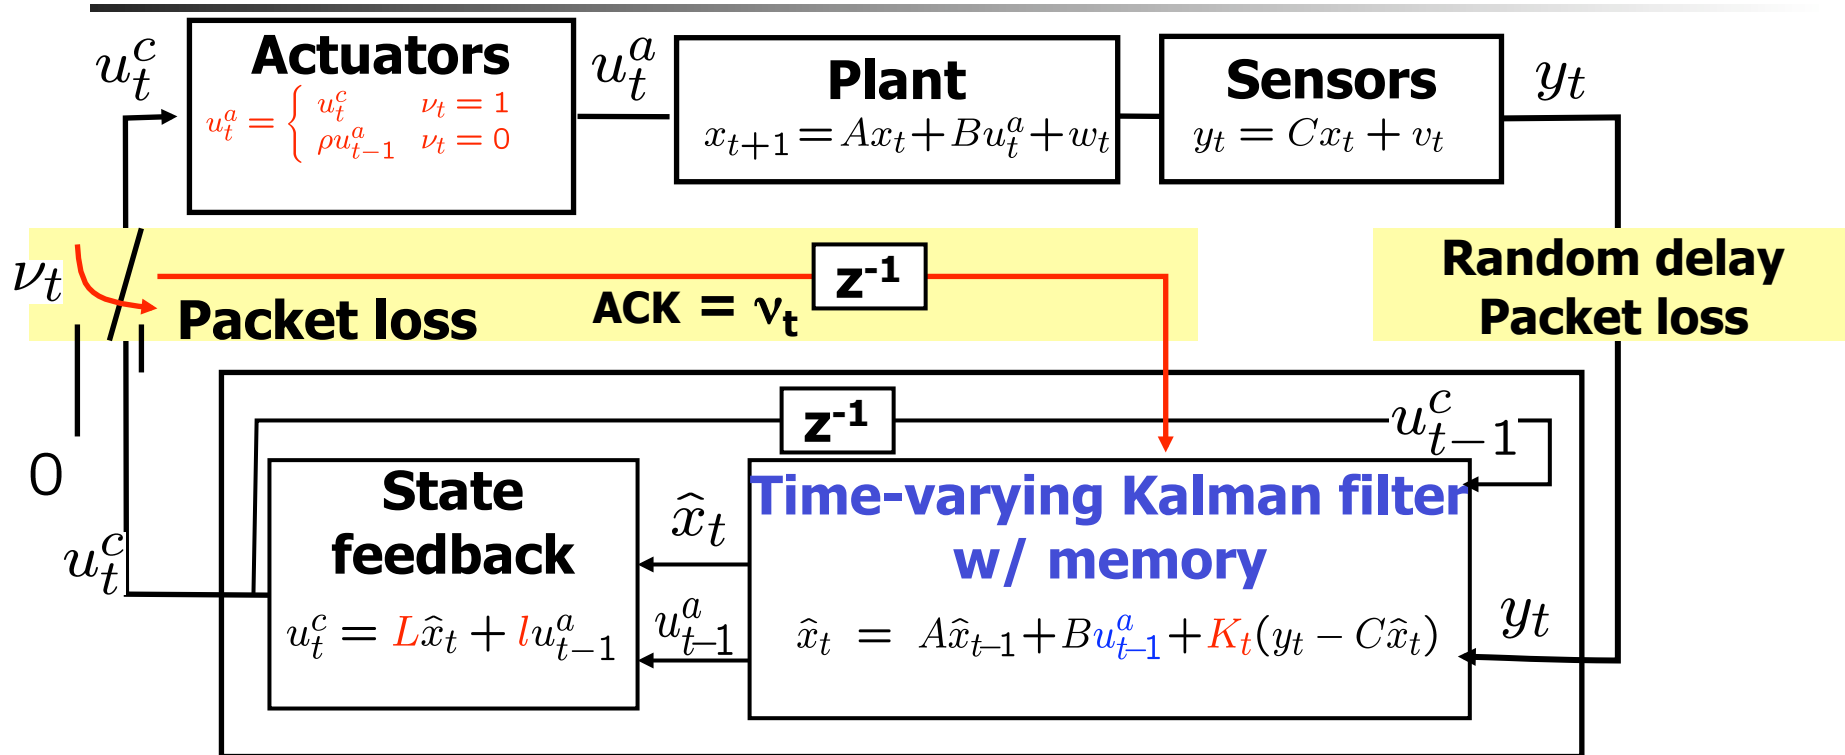 u_t^c
Actuators
u_t^a = { u_t^c ν_t = 1
ρu_{t-1}^a ν_t = 0
u_t^a
Plant
x_{t+1} = Ax_t + Bu_t^a + w_t
Sensors
y_t = Cx_t + v_t
y_t
ν_t
Packet loss
ACK = ν_t
z^{-1}
Random delay
Packet loss
0
u_t^c
z^{-1}
u_{t-1}^c
State
feedback
u_t^c = Lx̂_t + lu_{t-1}^a
x̂_t
u_{t-1}^a
Time-varying Kalman filter
w/ memory
x̂_t = Ax̂_{t-1} + Bu_{t-1}^a + K_t(y_t - Cx̂_t)
y_t